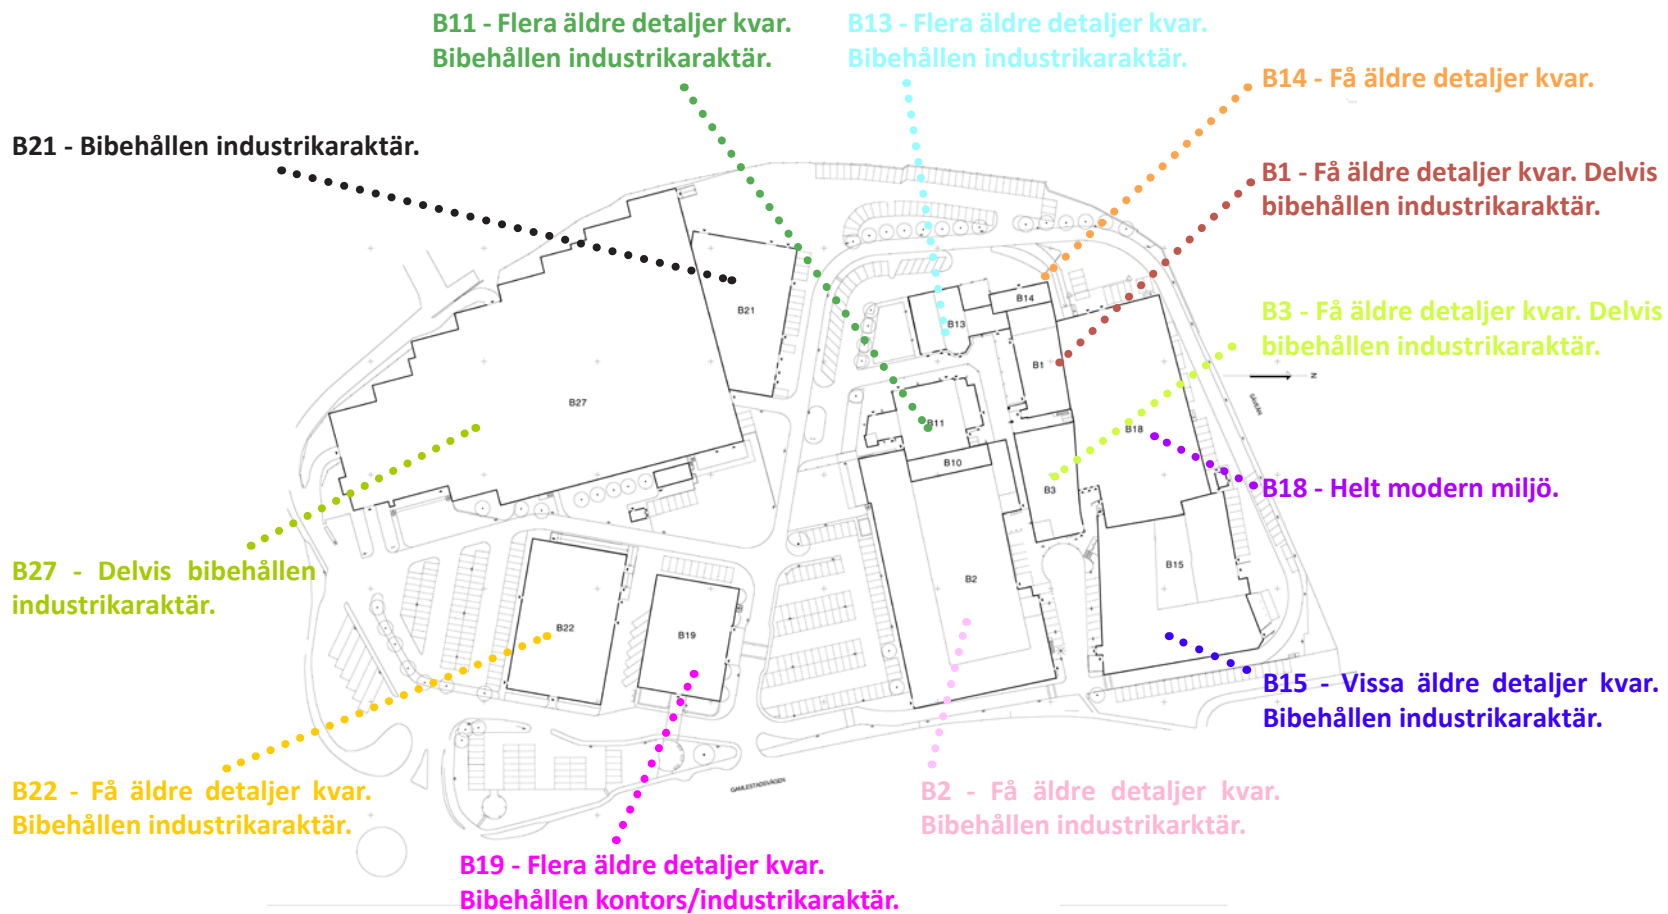 B11 - Flera äldre detaljer kvar.
Bibehållen industrikaraktär.
B13 - Flera äldre detaljer kvar.
Bibehållen industrikaraktär.
B14 - Få äldre detaljer kvar.
B21 - Bibehållen industrikaraktär.
B1 - Få äldre detaljer kvar. Delvis
bibehållen industrikaraktär.
B3 - Få äldre detaljer kvar. Delvis
bibehållen industrikaraktär.
B14
B21
B13
B1
N
B27
SÄVEÅN
B11
B18
B10
B3
B18 - Helt modern miljö.
B27 - Delvis bibehållen
industrikaraktär.
B2
B15
B22
B19
B15 - Vissa äldre detaljer kvar.
Bibehållen industrikaraktär.
GAMLESTADSVÄGEN
B22 - Få äldre detaljer kvar.
Bibehållen industrikaraktär.
B2 - Få äldre detaljer kvar.
Bibehållen industrikarktär.
B19 - Flera äldre detaljer kvar.
Bibehållen kontors/industrikaraktär.